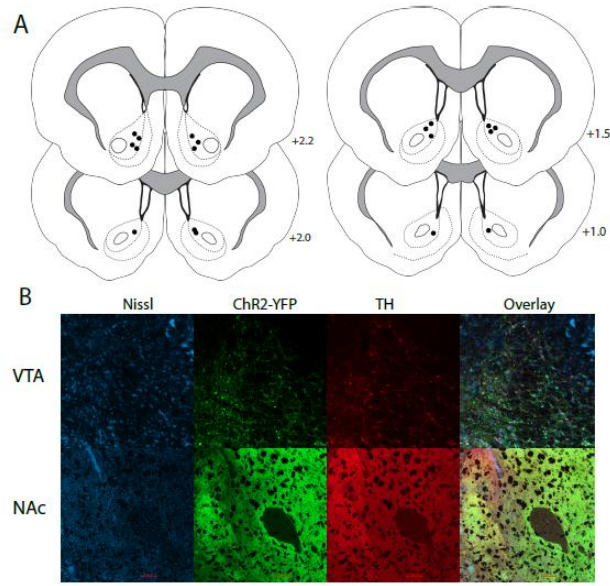 A
+2.2
+1.5
+2.0
+1.0
B
Nissl ChR2-YFP TH Overlay
VTA
NAc